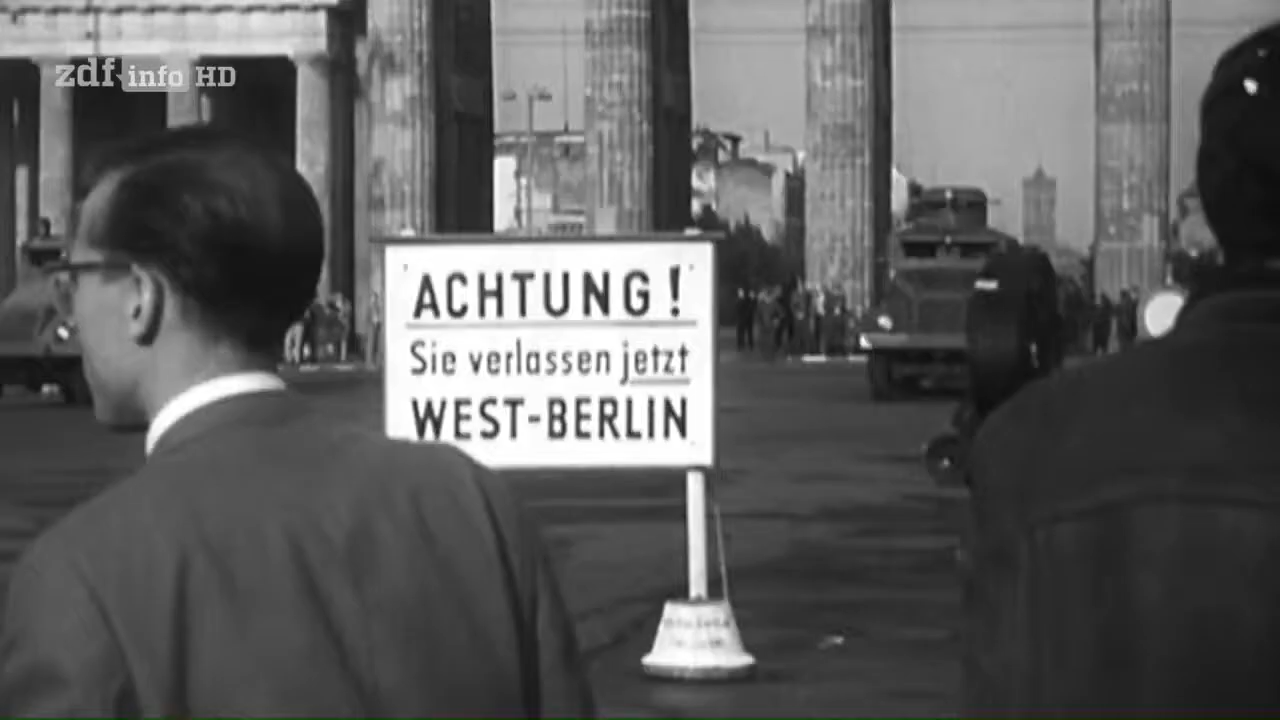 zdf info HD
ACHTUNG!
Sie verlassen jetzt
WEST-BERLIN